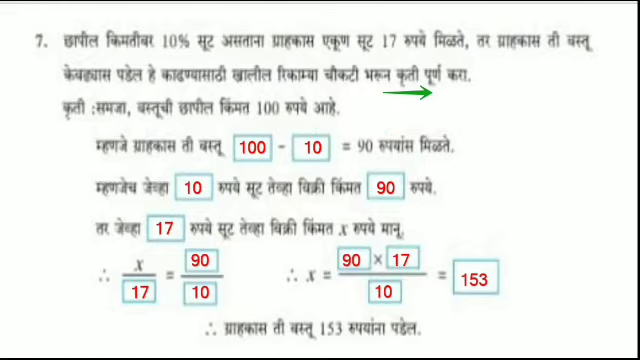 7. छापील किमतीवर 10% सूट असताना ग्राहकास एकूण सूट 17 रुपये मिळते, तर ग्राहकास ती वस्तू
केवढ्यास पडेल हे काढण्यासाठी खालील रिकाम्या चौकटी भरून कृती पूर्ण करा.
कृती :समजा, वस्तूची छापील किंमत 100 रुपये आहे.
म्हणजे ग्राहकास ती वस्तू 100 - 10 = 90 रुपयांस मिळते.
म्हणजेच जेव्हा 10 रुपये सूट तेव्हा विक्री किंमत 90 रुपये.
तर जेव्हा 17 रुपये सूट तेव्हा विक्री किंमत x रुपये मानू.
∴ x/17 = 90/10 ∴ x = 90 × 17/10 = 153
∴ ग्राहकास ती वस्तू 153 रुपयांना पडेल.